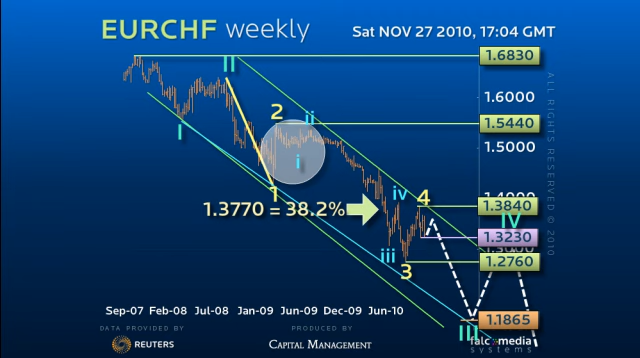 EURCHF weekly
Sat NOV 27 2010, 17:04 GMT
1.6830
II
1.6000
2
ii
1.5440
I
1.5000
i
1
iv
4
1.3770 = 38.2%
1.3840
IV
1.3230
iii
3
1.2760
Sep-07 Feb-08 Jul-08 Jan-09 Jun-09 Dec-09 Jun-10
1.1865
III
DATA PROVIDED BY
REUTERS
PRODUCED BY
CAPITAL MANAGEMENT
falc media
systems
ALL RIGHTS RESERVED © 2010